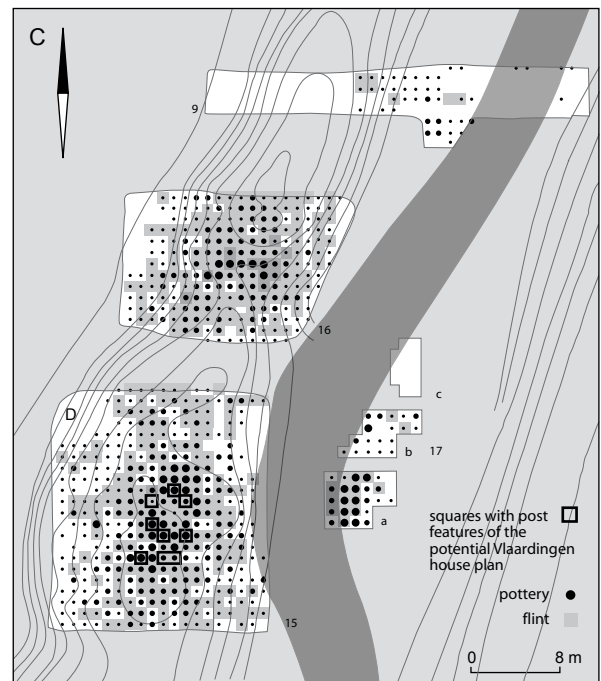 C
9
16
c
D
b 17
a
squares with post
features of the
potential Vlaardingen
house plan
pottery
flint
15
0 8 m